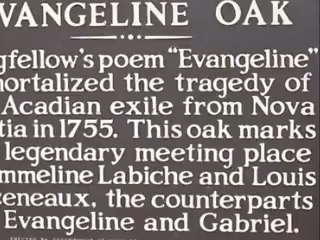 VANGELINE OAK
gfellow's poem "Evangeline"
mortalized the tragedy of
Acadian exile from Nova
tia in 1755. This oak marks
legendary meeting place
mmeline Labiche and Louis
ceneaux, the counterparts
Evangeline and Gabriel.